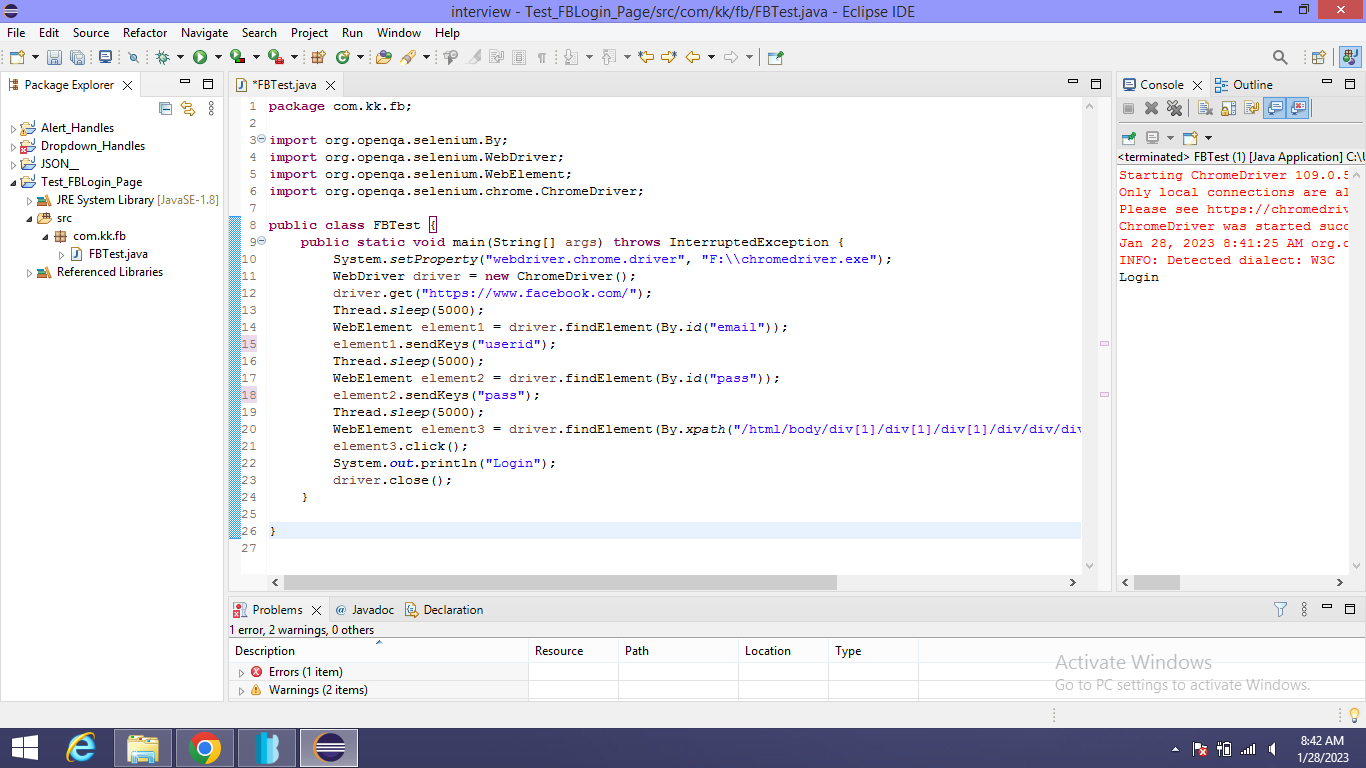 interview - Test_FBLogin_Page/src/com/kk/fb/FBTest.java - Eclipse IDE
File Edit Source Refactor Navigate Search Project Run Window Help
Package Explorer
Alert_Handles
Dropdown_Handles
JSON__
Test_FBLogin_Page
JRE System Library [JavaSE-1.8]
src
com.kk.fb
FBTest.java
Referenced Libraries
*FBTest.java
1 package com.kk.fb;
2
3 import org.openqa.selenium.By;
4 import org.openqa.selenium.WebDriver;
5 import org.openqa.selenium.WebElement;
6 import org.openqa.selenium.chrome.ChromeDriver;
7
8 public class FBTest {
9 public static void main(String[] args) throws InterruptedException {
10 System.setProperty("webdriver.chrome.driver", "F:\\chromedriver.exe");
11 WebDriver driver = new ChromeDriver();
12 driver.get("https://www.facebook.com/");
13 Thread.sleep(5000);
14 WebElement element1 = driver.findElement(By.id("email"));
15 element1.sendKeys("userid");
16 Thread.sleep(5000);
17 WebElement element2 = driver.findElement(By.id("pass"));
18 element2.sendKeys("pass");
19 Thread.sleep(5000);
20 WebElement element3 = driver.findElement(By.xpath("/html/body/div[1]/div[1]/div[1]/div/div/div
21 element3.click();
22 System.out.println("Login");
23 driver.close();
24 }
25
26 }
27
Console Outline
<terminated> FBTest (1) [Java Application] C:\U
Starting ChromeDriver 109.0.5
Only local connections are al
Please see https://chromedriv
ChromeDriver was started succ
Jan 28, 2023 8:41:25 AM org.o
INFO: Detected dialect: W3C
Login
Problems @ Javadoc Declaration
1 error, 2 warnings, 0 others
Description Resource Path Location Type
Errors (1 item)
Warnings (2 items)
Activate Windows
Go to PC settings to activate Windows.
8:42 AM
1/28/2023